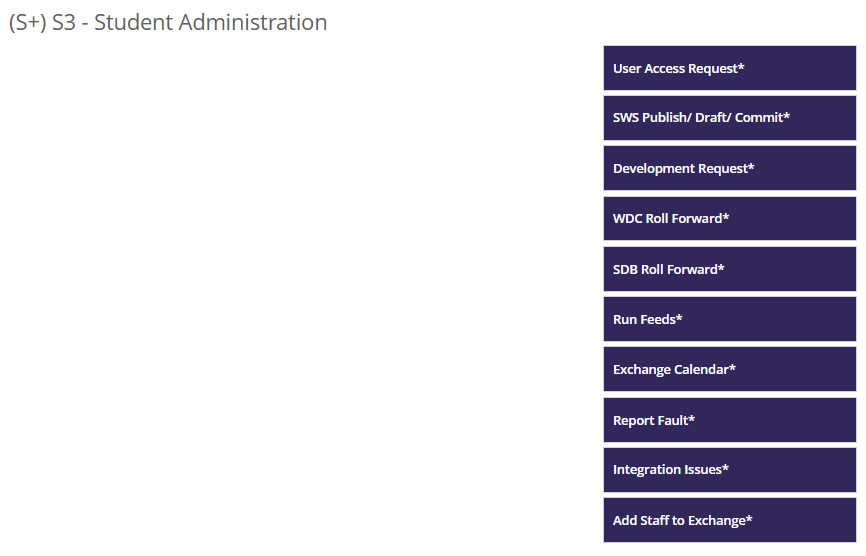 (S+) S3 - Student Administration
User Access Request*
SWS Publish/ Draft/ Commit*
Development Request*
WDC Roll Forward*
SDB Roll Forward*
Run Feeds*
Exchange Calendar*
Report Fault*
Integration Issues*
Add Staff to Exchange*